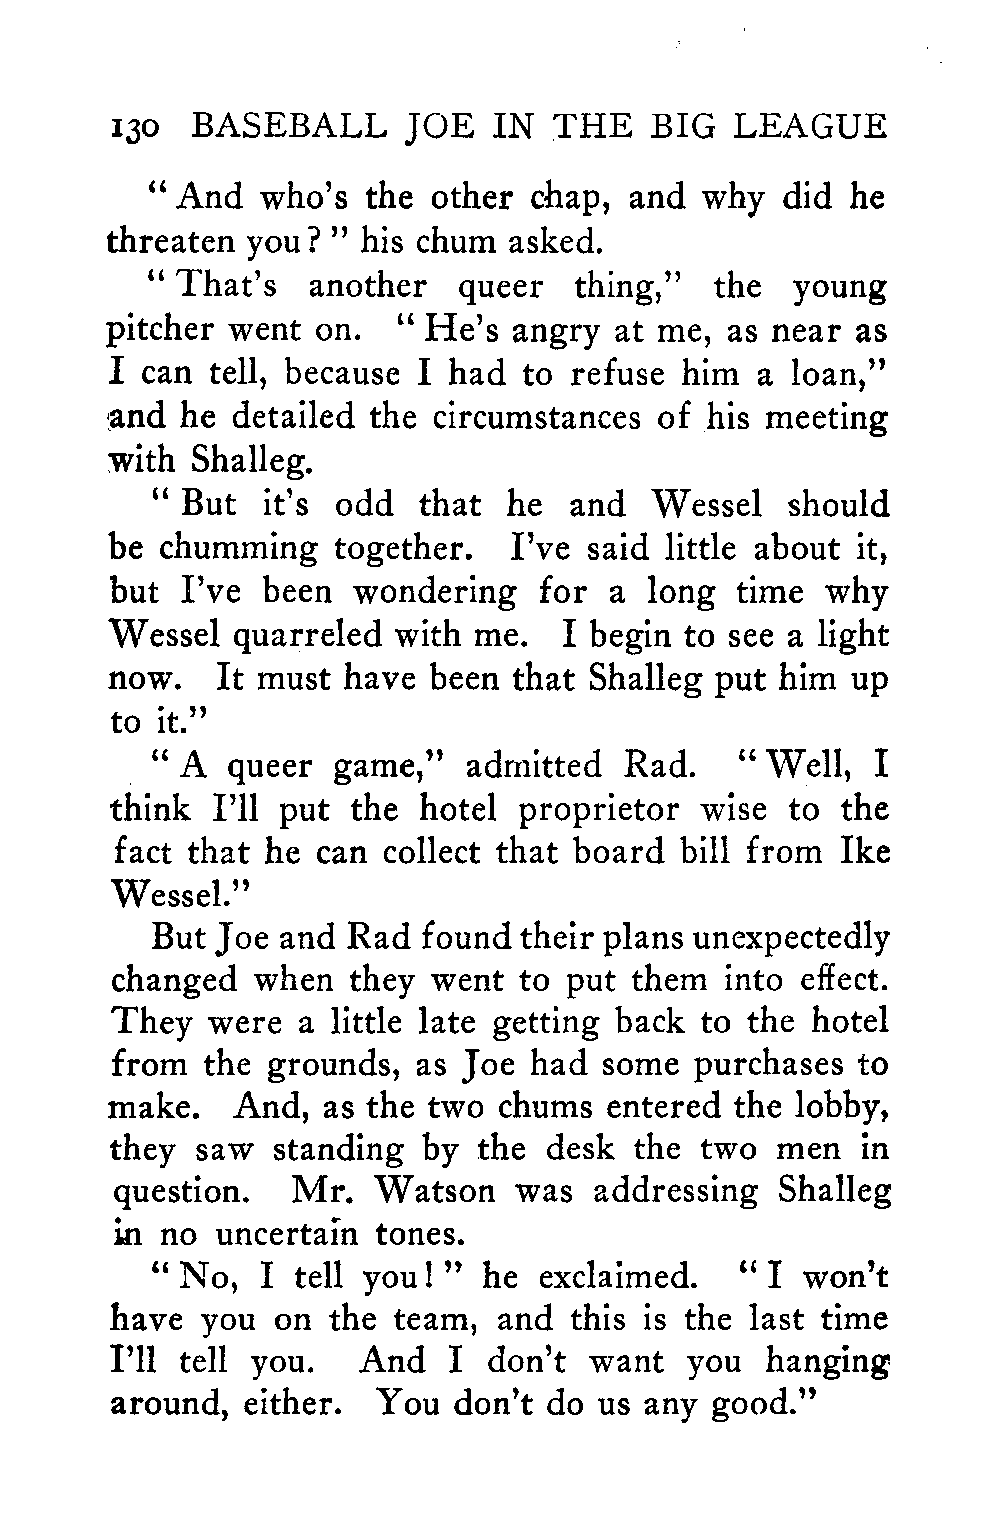 130 BASEBALL JOE IN THE BIG LEAGUE
“ And who’s the other chap, and why did he
threaten you ? ” his chum asked.
“ That’s another queer thing,” the young
pitcher went on. “ He’s angry at me, as near as
I can tell, because I had to refuse him a loan,”
and he detailed the circumstances of his meeting
with Shalleg.
“ But it’s odd that he and Wessel should
be chumming together. I’ve said little about it,
but I’ve been wondering for a long time why
Wessel quarreled with me. I begin to see a light
now. It must have been that Shalleg put him up
to it.”
“ A queer game,” admitted Rad. “ Well, I
think I’ll put the hotel proprietor wise to the
fact that he can collect that board bill from Ike
Wessel.”
But Joe and Rad found their plans unexpectedly
changed when they went to put them into effect.
They were a little late getting back to the hotel
from the grounds, as Joe had some purchases to
make. And, as the two chums entered the lobby,
they saw standing by the desk the two men in
question. Mr. Watson was addressing Shalleg
in no uncertain tones.
“ No, I tell you! ” he exclaimed. “ I won’t
have you on the team, and this is the last time
I’ll tell you. And I don’t want you hanging
around, either. You don’t do us any good.”